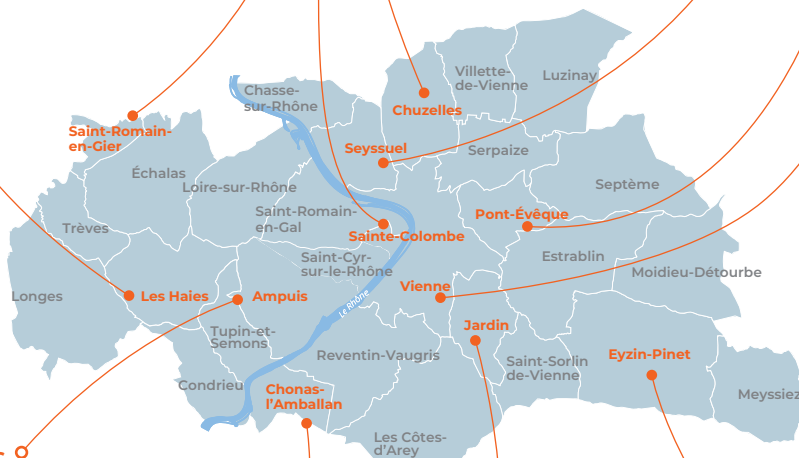 Villette-
de-Vienne
Luzinay
Chasse-
sur-Rhône
Chuzelles
Saint-Romain-
en-Gier
Seyssuel
Serpaize
Échalas
Loire-sur-Rhône
Septème
Saint-Romain-
en-Gal
Pont-Évêque
Trèves
Sainte-Colombe
Saint-Cyr-
sur-le-Rhône
Estrablin
Moidieu-Détourbe
Vienne
Longes
Les Haies
Ampuis
Le Rhône
Jardin
Tupin-et-
Semons
Reventin-Vaugris
Saint-Sorlin
de-Vienne
Eyzin-Pinet
Condrieu
Chonas-
l’Amballan
Meyssiez
Les Côtes-
d’Arey